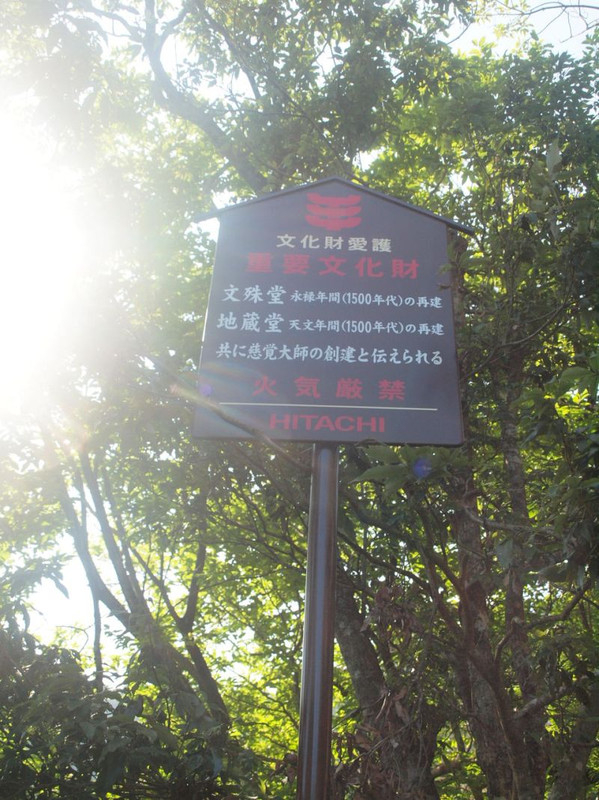 文化財愛護
重要文化財
文殊堂 永禄年間(1500年代)の再建
地蔵堂 天文年間(1500年代)の再建
共に慈覚大師の創建と伝えられる
火気厳禁
HITACHI